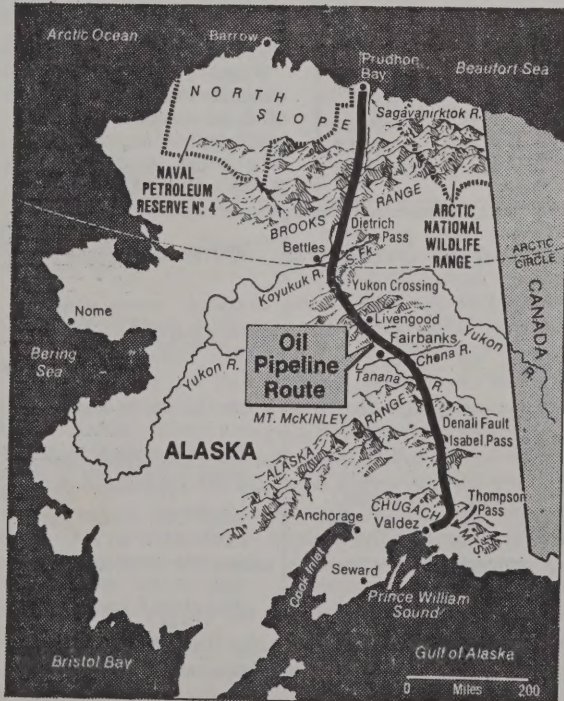 Arctic Ocean
Barrow
Prudhon
Bay
Beaufort Sea
NORTH
SLOPE
Sagavanirktok R.
NAVAL
PETROLEUM
RESERVE No. 4
BROOKS
RANGE
Dietrich
Pass
ARCTIC
NATIONAL
WILDLIFE
RANGE
ARCTIC
CIRCLE
Bettles
S. Fk.
Koyukuk R.
Yukon Crossing
CANADA
Nome
Livengood
Yukon
R.
Fairbanks
Oil
Pipeline
Route
Chena R.
Bering
Sea
Yukon R.
Tanana
R.
MT. McKINLEY
Denali Fault
Isabel Pass
ALASKA
ALASKA
RANGE
Thompson
Pass
CHUGACH
MTS.
Anchorage
Valdez
Cook Inlet
Seward
Prince William
Sound
Bristol Bay
Gulf of Alaska
0 Miles 200